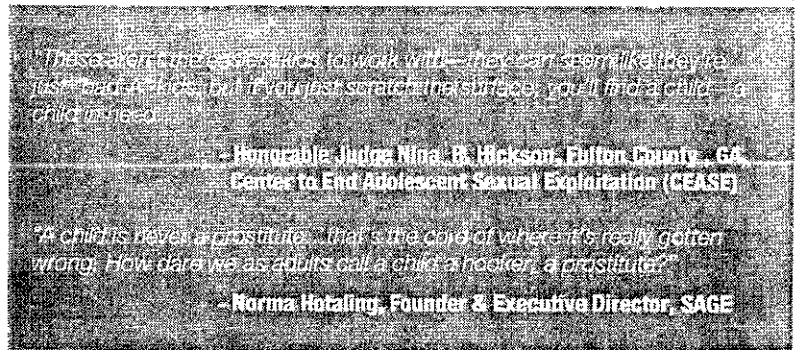 "These aren't the easiest kids to work with—they can seem like they're
just "bad" kids, but if you just scratch the surface, you'll find a child—a
child in need...
– Honorable Judge Nina. R. Hickson, Fulton County, GA,
Center to End Adolescent Sexual Exploitation (CEASE)
"A child is never a prostitute...that's the core of where it's really gotten
wrong. How dare we as adults call a child a hooker, a prostitute?"
– Norma Hotaling, Founder & Executive Director, SAGE